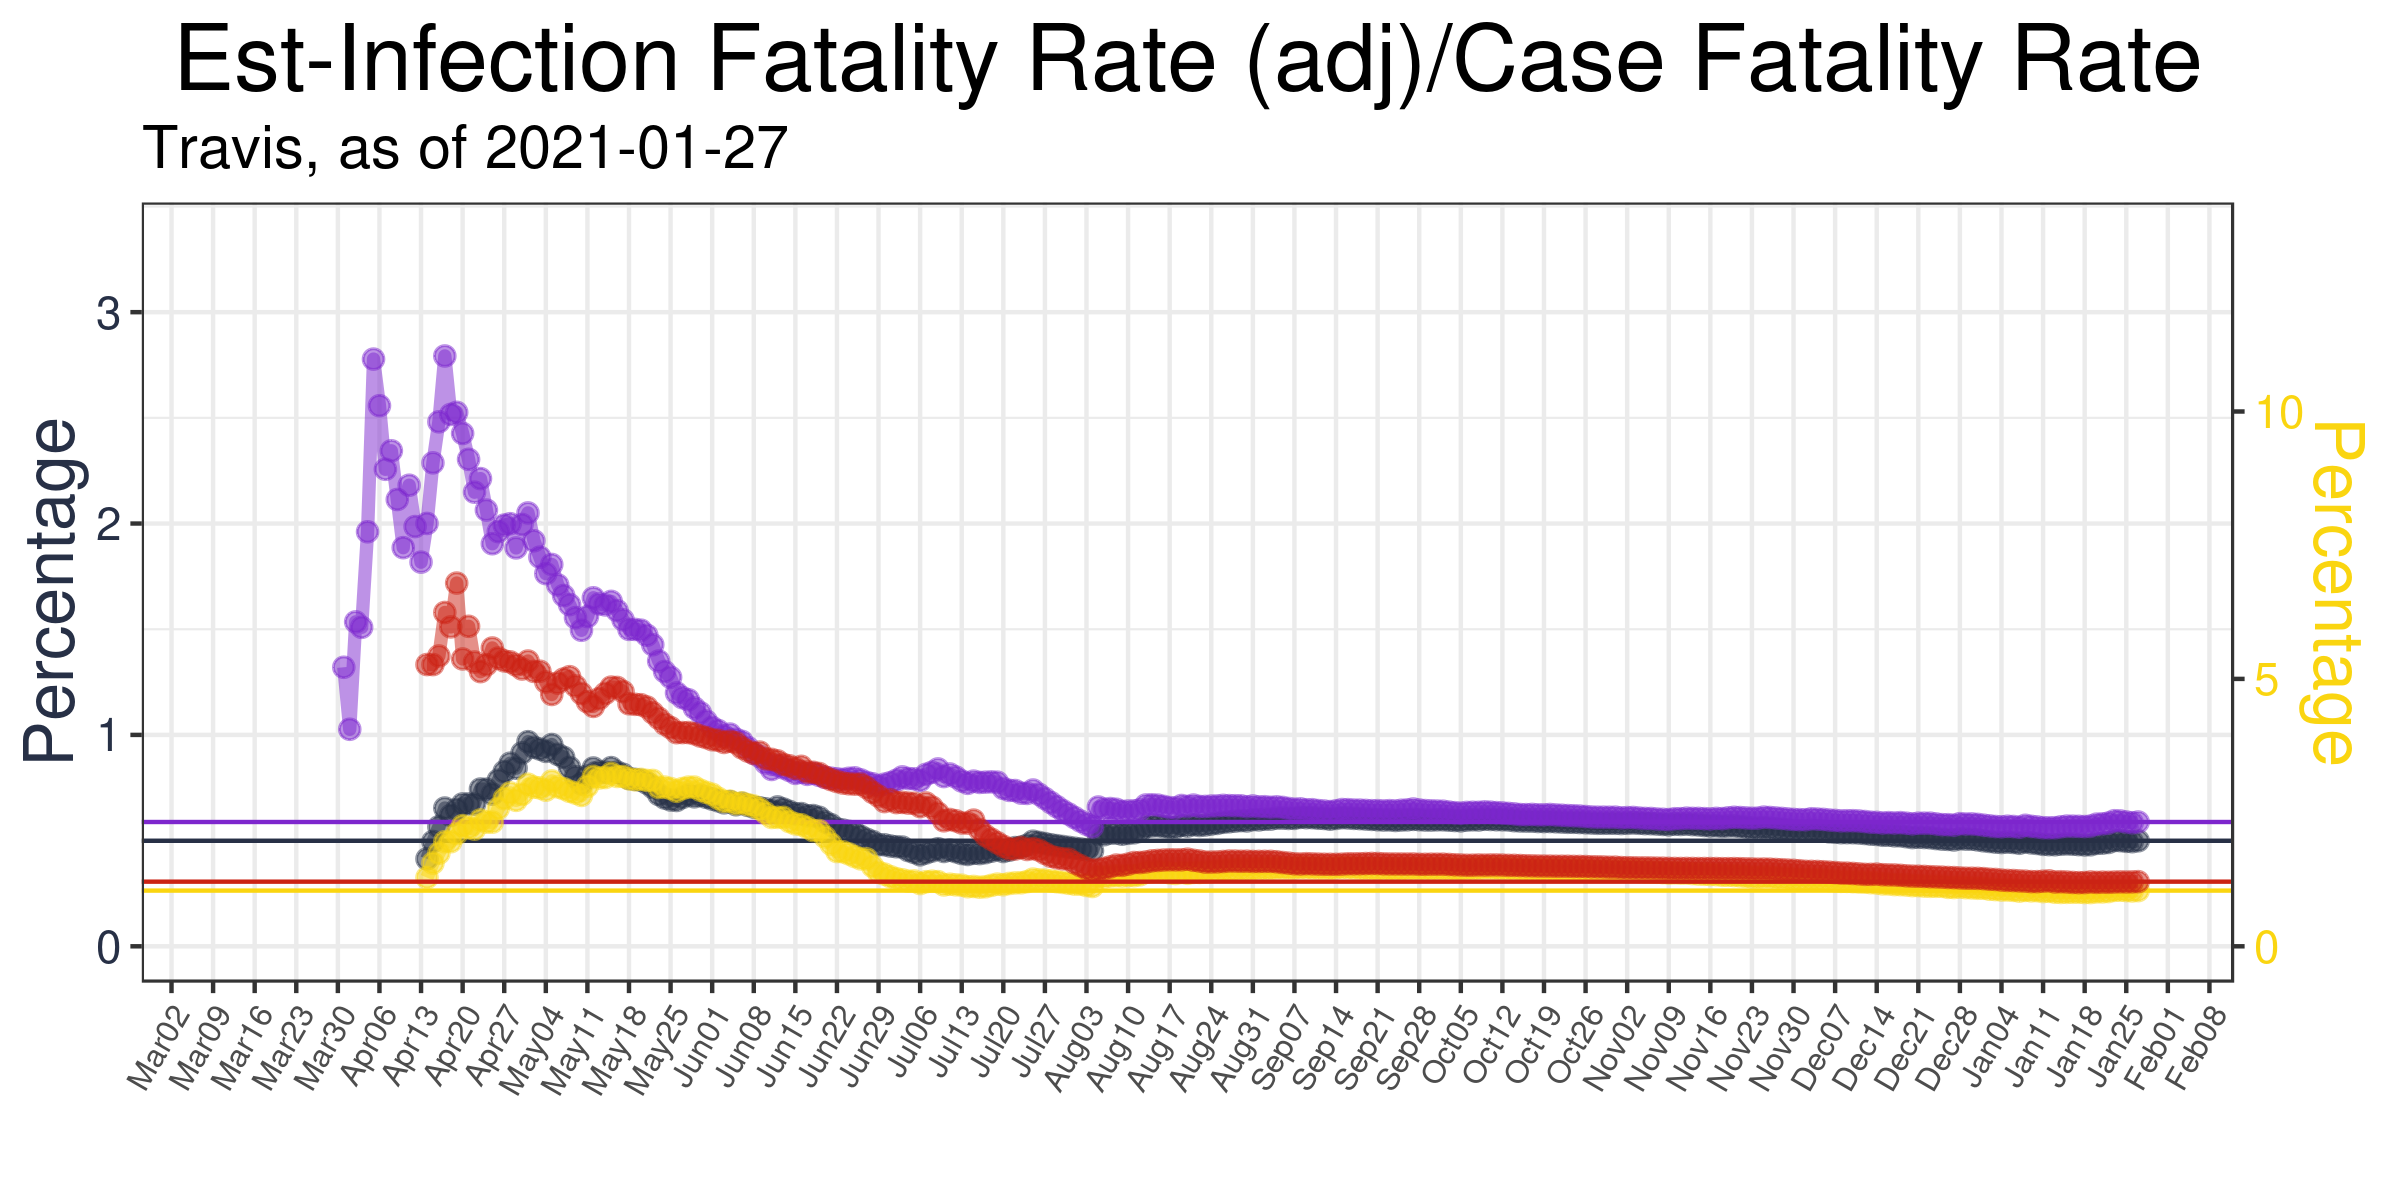 Est-Infection Fatality Rate (adj)/Case Fatality Rate
Travis, as of 2021-01-27
Percentage
3
2
1
0
10
5
0
Percentage
Mar02
Mar09
Mar16
Mar23
Mar30
Apr06
Apr13
Apr20
Apr27
May04
May11
May18
May25
Jun01
Jun08
Jun15
Jun22
Jun29
Jul06
Jul13
Jul20
Jul27
Aug03
Aug10
Aug17
Aug24
Aug31
Sep07
Sep14
Sep21
Sep28
Oct05
Oct12
Oct19
Oct26
Nov02
Nov09
Nov16
Nov23
Nov30
Dec07
Dec14
Dec21
Dec28
Jan04
Jan11
Jan18
Jan25
Feb01
Feb08